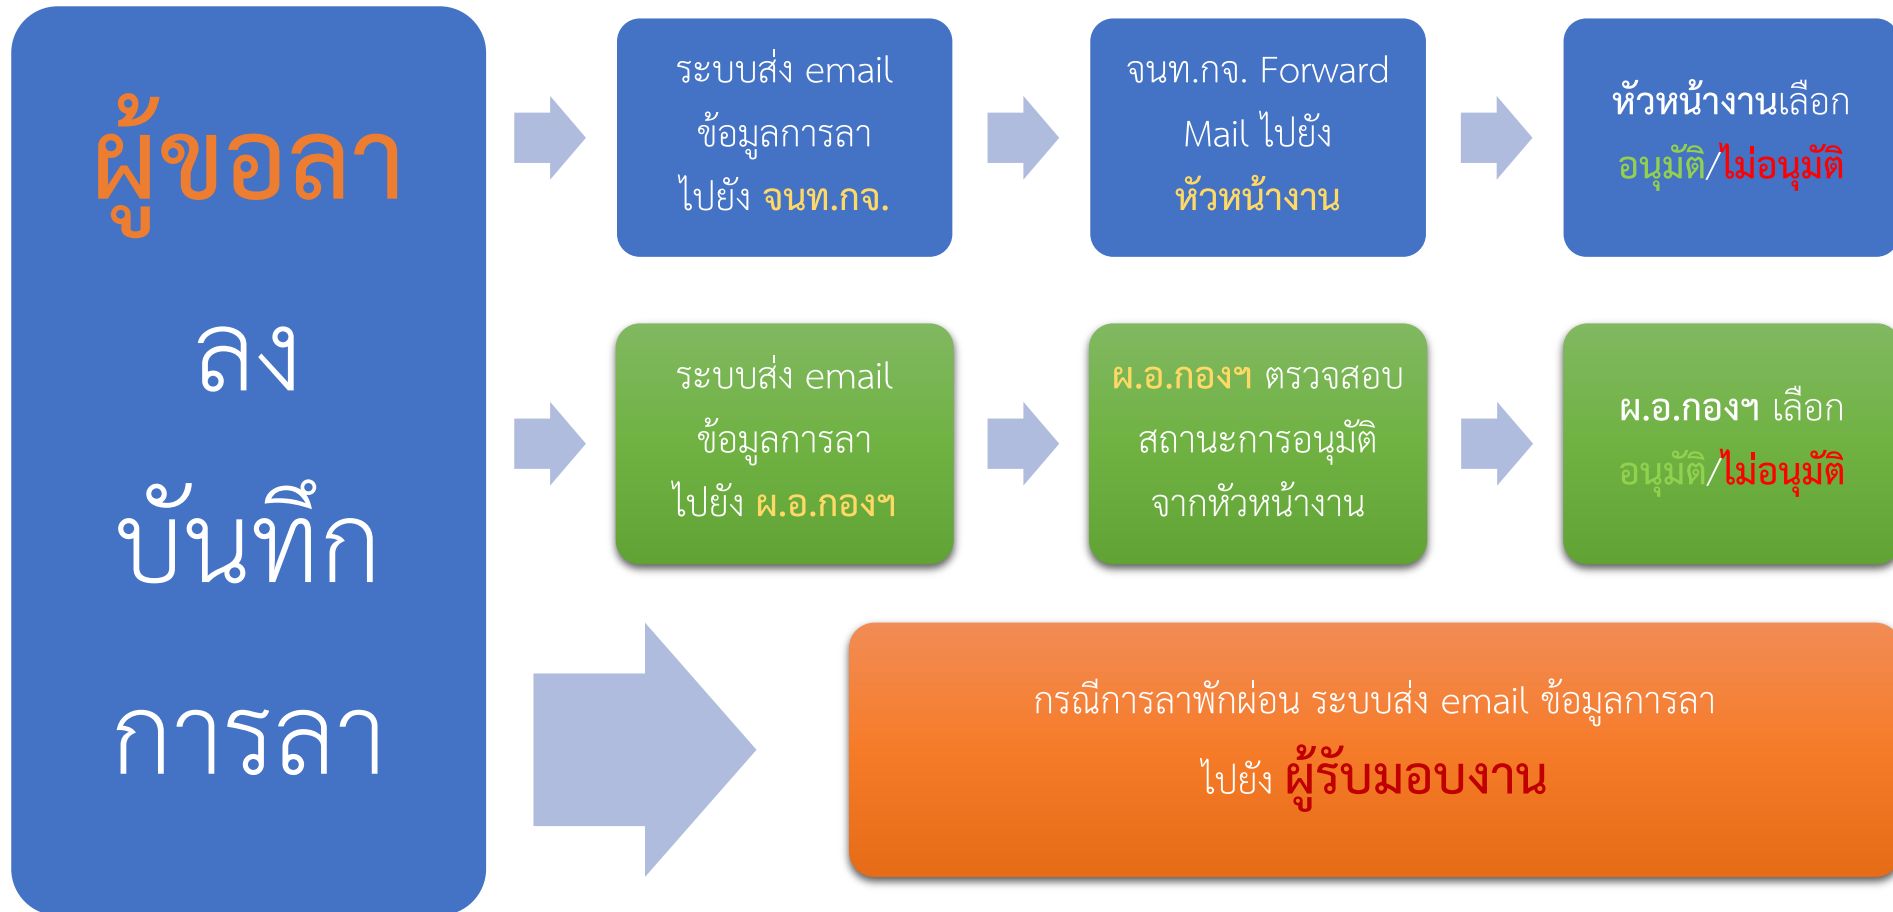 ผู้ขอลา
ลง
บันทึก
การลา
ระบบส่ง email
ข้อมูลการลา
ไปยัง จนท.กจ.
จนท.กจ. Forward
Mail ไปยัง
หัวหน้างาน
หัวหน้างานเลือก
อนุมัติ/ไม่อนุมัติ
ระบบส่ง email
ข้อมูลการลา
ไปยัง ผ.อ.กองฯ
ผ.อ.กองฯ ตรวจสอบ
สถานะการอนุมัติ
จากหัวหน้างาน
ผ.อ.กองฯ เลือก
อนุมัติ/ไม่อนุมัติ
กรณีการลาพักผ่อน ระบบส่ง email ข้อมูลการลา
ไปยัง ผู้รับมอบงาน